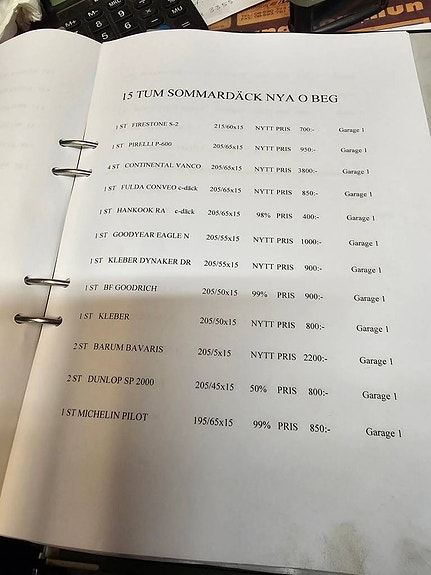 15 TUM SOMMARDÄCK NYA O BEG
1 ST FIRESTONE S-2 215/60x15 NYTT PRIS 700:- Garage 1
1 ST PIRELLI P-600 205/65x15 NYTT PRIS 950:- Garage 1
4 ST CONTINENTAL VANCO 205/65x15 NYTT PRIS 3800:- Garage 1
1 ST FULDA CONVEO c-däck 205/65x15 NYTT PRIS 850:- Garage 1
1 ST HANKOOK RA c-däck 205/65x15 98% PRIS 400:- Garage 1
1 ST GOODYEAR EAGLE N 205/55x15 NYTT PRIS 1000:- Garage 1
1 ST KLEBER DYNAKER DR 205/55x15 NYTT PRIS 900:- Garage 1
1 ST BF GOODRICH 205/50x15 99% PRIS 900:- Garage 1
1 ST KLEBER 205/50x15 NYTT PRIS 800:- Garage 1
2 ST BARUM BAVARIS 205/5x15 NYTT PRIS 2200:- Garage 1
2 ST DUNLOP SP 2000 205/45x15 50% PRIS 800:- Garage 1
1 ST MICHELIN PILOT 195/65x15 99% PRIS 850:- Garage 1